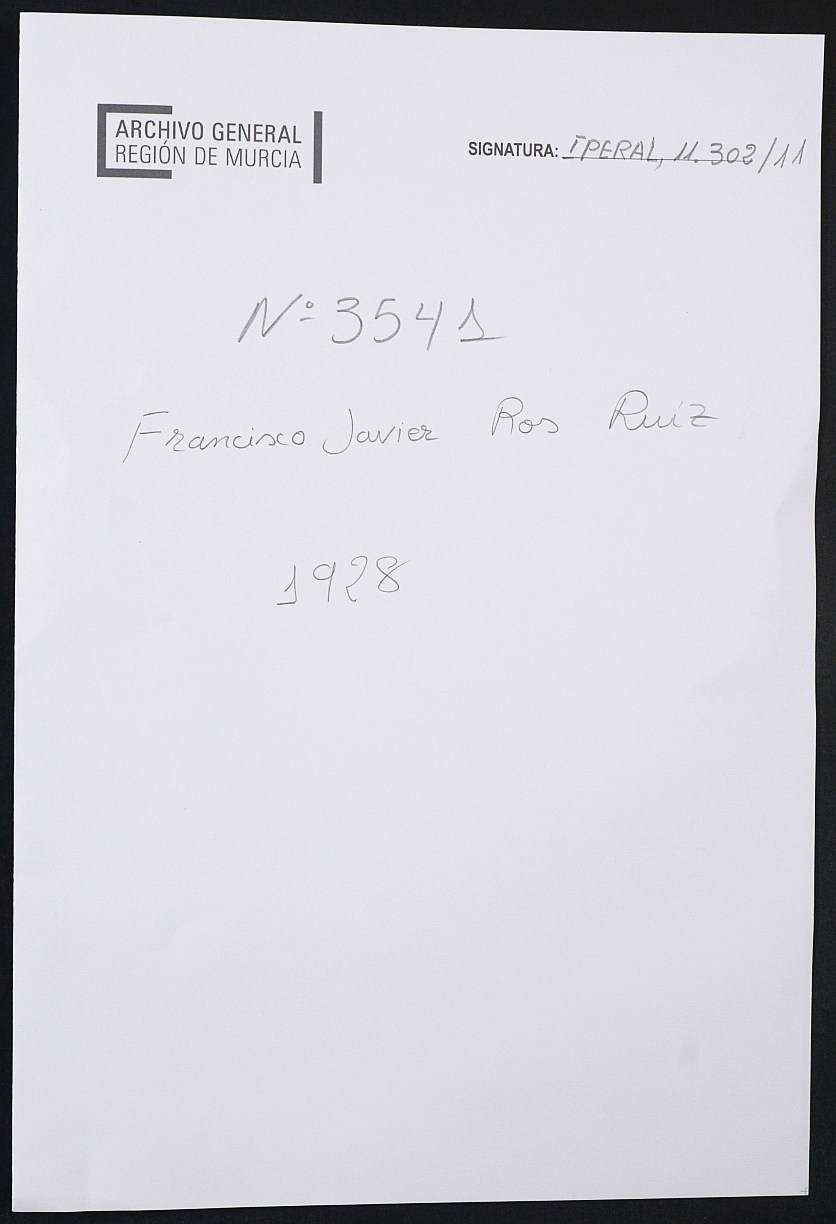 ARCHIVO GENERAL
REGIÓN DE MURCIA
SIGNATURA: IPERAL, 11.302/11
Nº 3541
Francisco Javier Ros Ruiz
1928